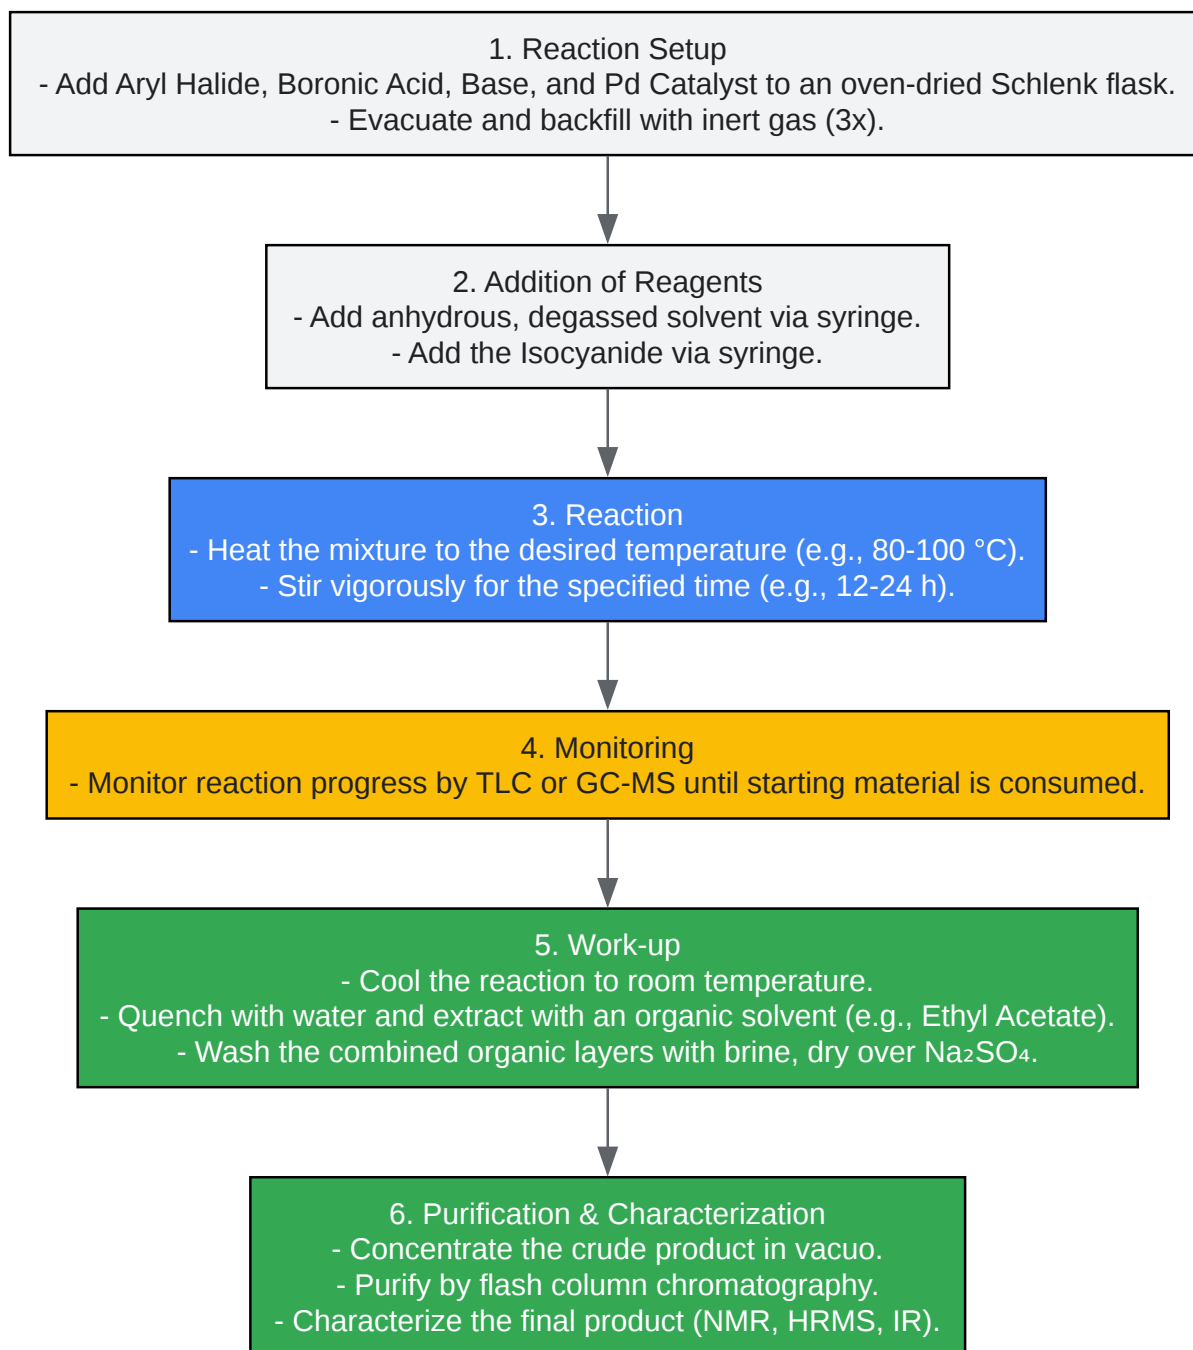 1. Reaction Setup
- Add Aryl Halide, Boronic Acid, Base, and Pd Catalyst to an oven-dried Schlenk flask.
- Evacuate and backfill with inert gas (3x).
2. Addition of Reagents
- Add anhydrous, degassed solvent via syringe.
- Add the Isocyanide via syringe.
3. Reaction
- Heat the mixture to the desired temperature (e.g., 80-100 °C).
- Stir vigorously for the specified time (e.g., 12-24 h).
4. Monitoring
- Monitor reaction progress by TLC or GC-MS until starting material is consumed.
5. Work-up
- Cool the reaction to room temperature.
- Quench with water and extract with an organic solvent (e.g., Ethyl Acetate).
- Wash the combined organic layers with brine, dry over Na₂SO₄.
6. Purification & Characterization
- Concentrate the crude product in vacuo.
- Purify by flash column chromatography.
- Characterize the final product (NMR, HRMS, IR).